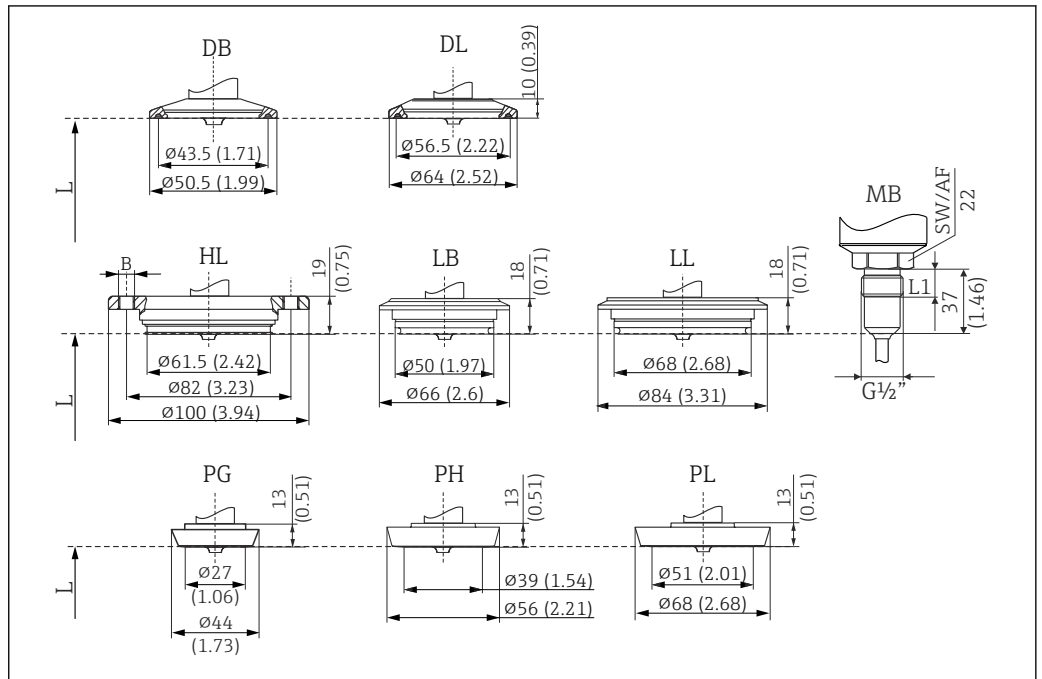 DB
DL
10 (0.39)
Ø43.5 (1.71)
Ø50.5 (1.99)
Ø56.5 (2.22)
Ø64 (2.52)
L
MB
SW/AF
22
L1
37
(1.46)
G½"
B
HL
19
(0.75)
Ø61.5 (2.42)
Ø82 (3.23)
Ø100 (3.94)
LB
18
(0.71)
Ø50 (1.97)
Ø66 (2.6)
LL
18
(0.71)
Ø68 (2.68)
Ø84 (3.31)
L
PG
13
(0.51)
Ø27
(1.06)
Ø44
(1.73)
PH
13
(0.51)
Ø39 (1.54)
Ø56 (2.21)
PL
13
(0.51)
Ø51 (2.01)
Ø68 (2.68)
L